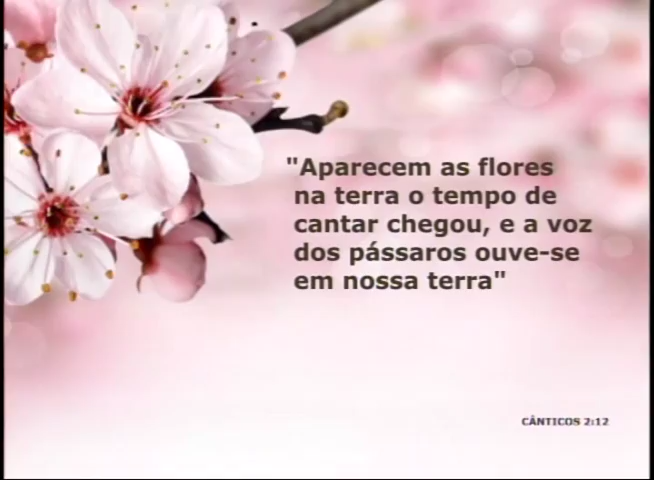 "Aparecem as flores
na terra o tempo de
cantar chegou, e a voz
dos pássaros ouve-se
em nossa terra"
CÂNTICOS 2:12